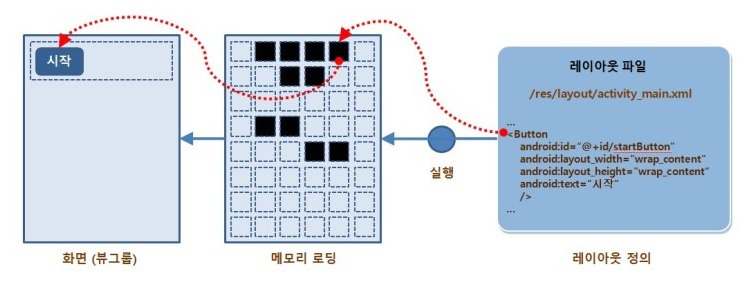 시작
레이아웃 파일
/res/layout/activity_main.xml
...
<Button
android:id="@+id/startButton"
android:layout_width="wrap_content"
android:layout_height="wrap_content"
android:text="시작"
/>
...
실행
화면 (뷰그룹)
메모리 로딩
레이아웃 정의